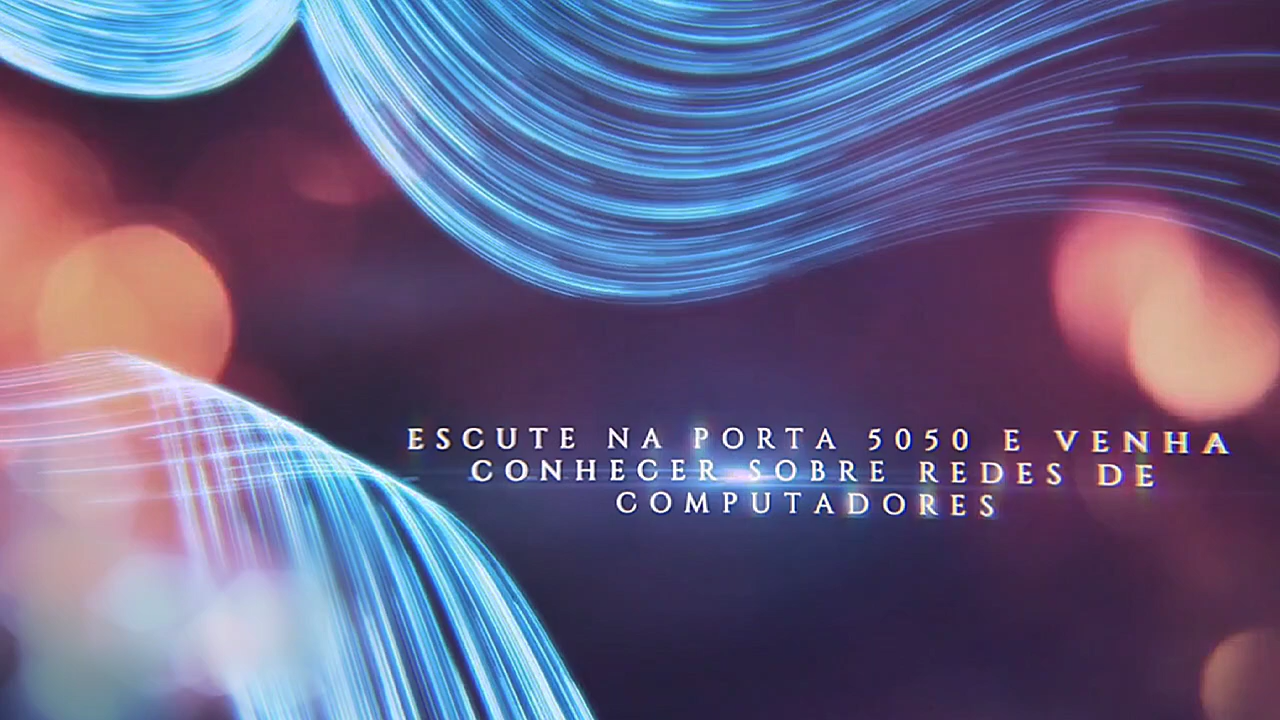 ESCUTE NA PORTA 5050 E VENHA
CONHECER SOBRE REDES DE
COMPUTADORES